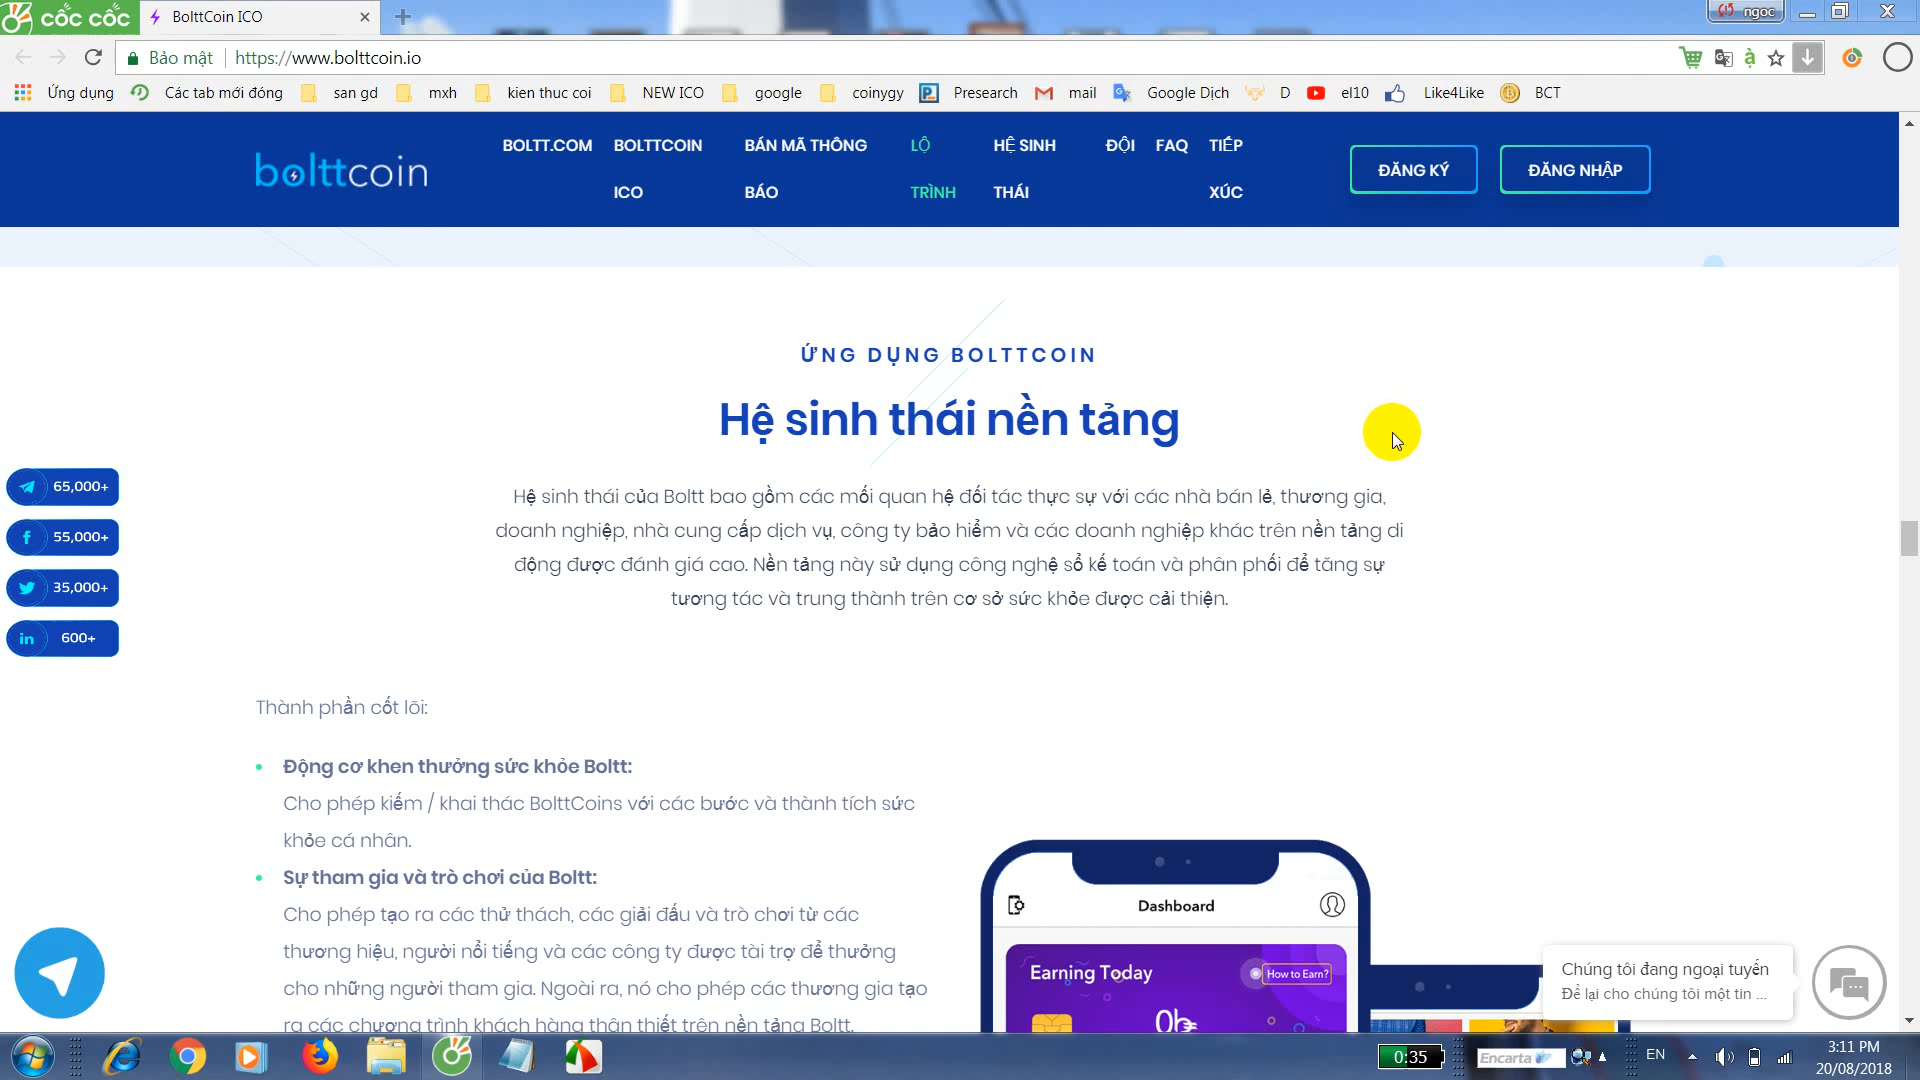 cốc cốc
BolttCoin ICO
ngoc
Bảo mật
https://www.bolttcoin.io
Ứng dụng
Các tab mới đóng
san gd
mxh
kien thuc coi
NEW ICO
google
coinygy
Presearch
mail
Google Dịch
D
el10
Like4Like
BCT
bolttcoin
BOLTT.COM
BOLTTCOIN
ICO
BÁN MÃ THÔNG
BÁO
LỘ
TRÌNH
HỆ SINH
THÁI
ĐỘI
FAQ
TIẾP
XÚC
ĐĂNG KÝ
ĐĂNG NHẬP
ỨNG DỤNG BOLTTCOIN
Hệ sinh thái nền tảng
Hệ sinh thái của Boltt bao gồm các mối quan hệ đối tác thực sự với các nhà bán lẻ, thương gia,
doanh nghiệp, nhà cung cấp dịch vụ, công ty bảo hiểm và các doanh nghiệp khác trên nền tảng di
động được đánh giá cao. Nền tảng này sử dụng công nghệ sổ kế toán và phân phối để tăng sự
tương tác và trung thành trên cơ sở sức khỏe được cải thiện.
65,000+
55,000+
35,000+
600+
Thành phần cốt lõi:
Động cơ khen thưởng sức khỏe Boltt:
Cho phép kiếm / khai thác BolttCoins với các bước và thành tích sức
khỏe cá nhân.
Sự tham gia và trò chơi của Boltt:
Cho phép tạo ra các thử thách, các giải đấu và trò chơi từ các
thương hiệu, người nổi tiếng và các công ty được tài trợ để thưởng
cho những người tham gia. Ngoài ra, nó cho phép các thương gia tạo
ra các chương trình khách hàng thân thiết trên nền tảng Boltt.
Dashboard
Earning Today
How to Earn?
Chúng tôi đang ngoại tuyến
Để lại cho chúng tôi một tin ...
0:35
Encarta
EN
3:11 PM
20/08/2018